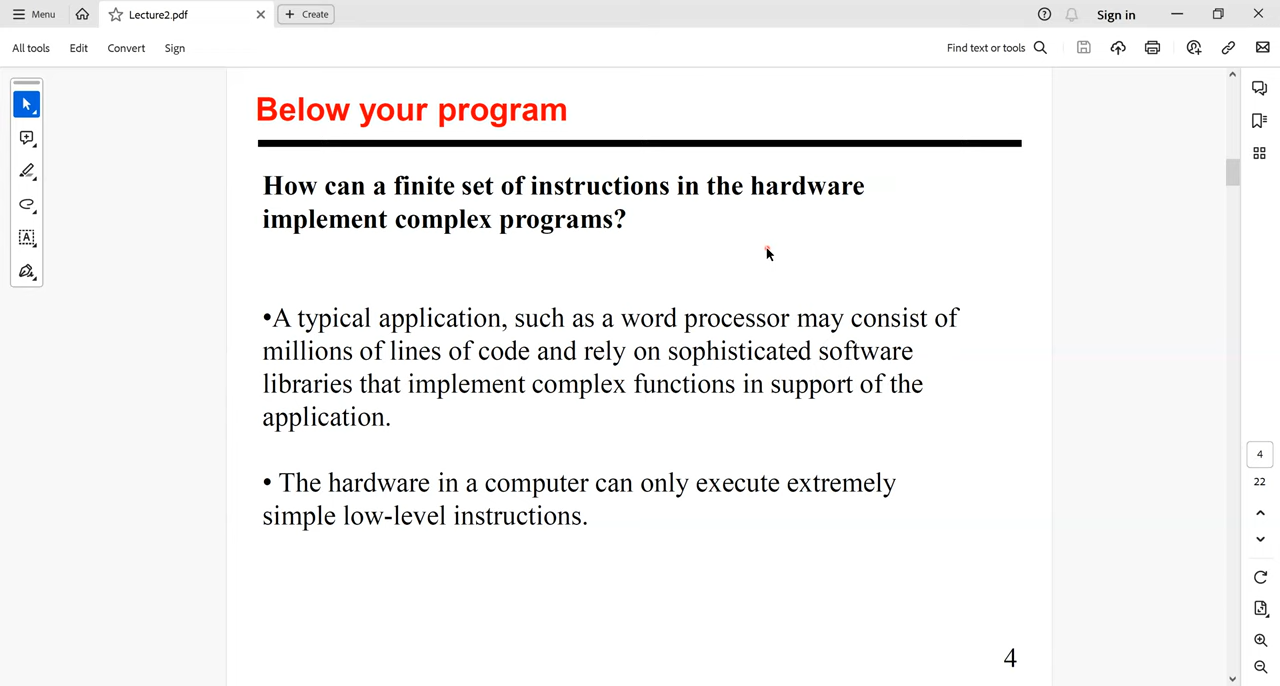 Menu
Lecture2.pdf
Create
Sign in
All tools
Edit
Convert
Sign
Find text or tools
Below your program
How can a finite set of instructions in the hardware
implement complex programs?
•A typical application, such as a word processor may consist of
millions of lines of code and rely on sophisticated software
libraries that implement complex functions in support of the
application.
• The hardware in a computer can only execute extremely
simple low-level instructions.
4
4
22